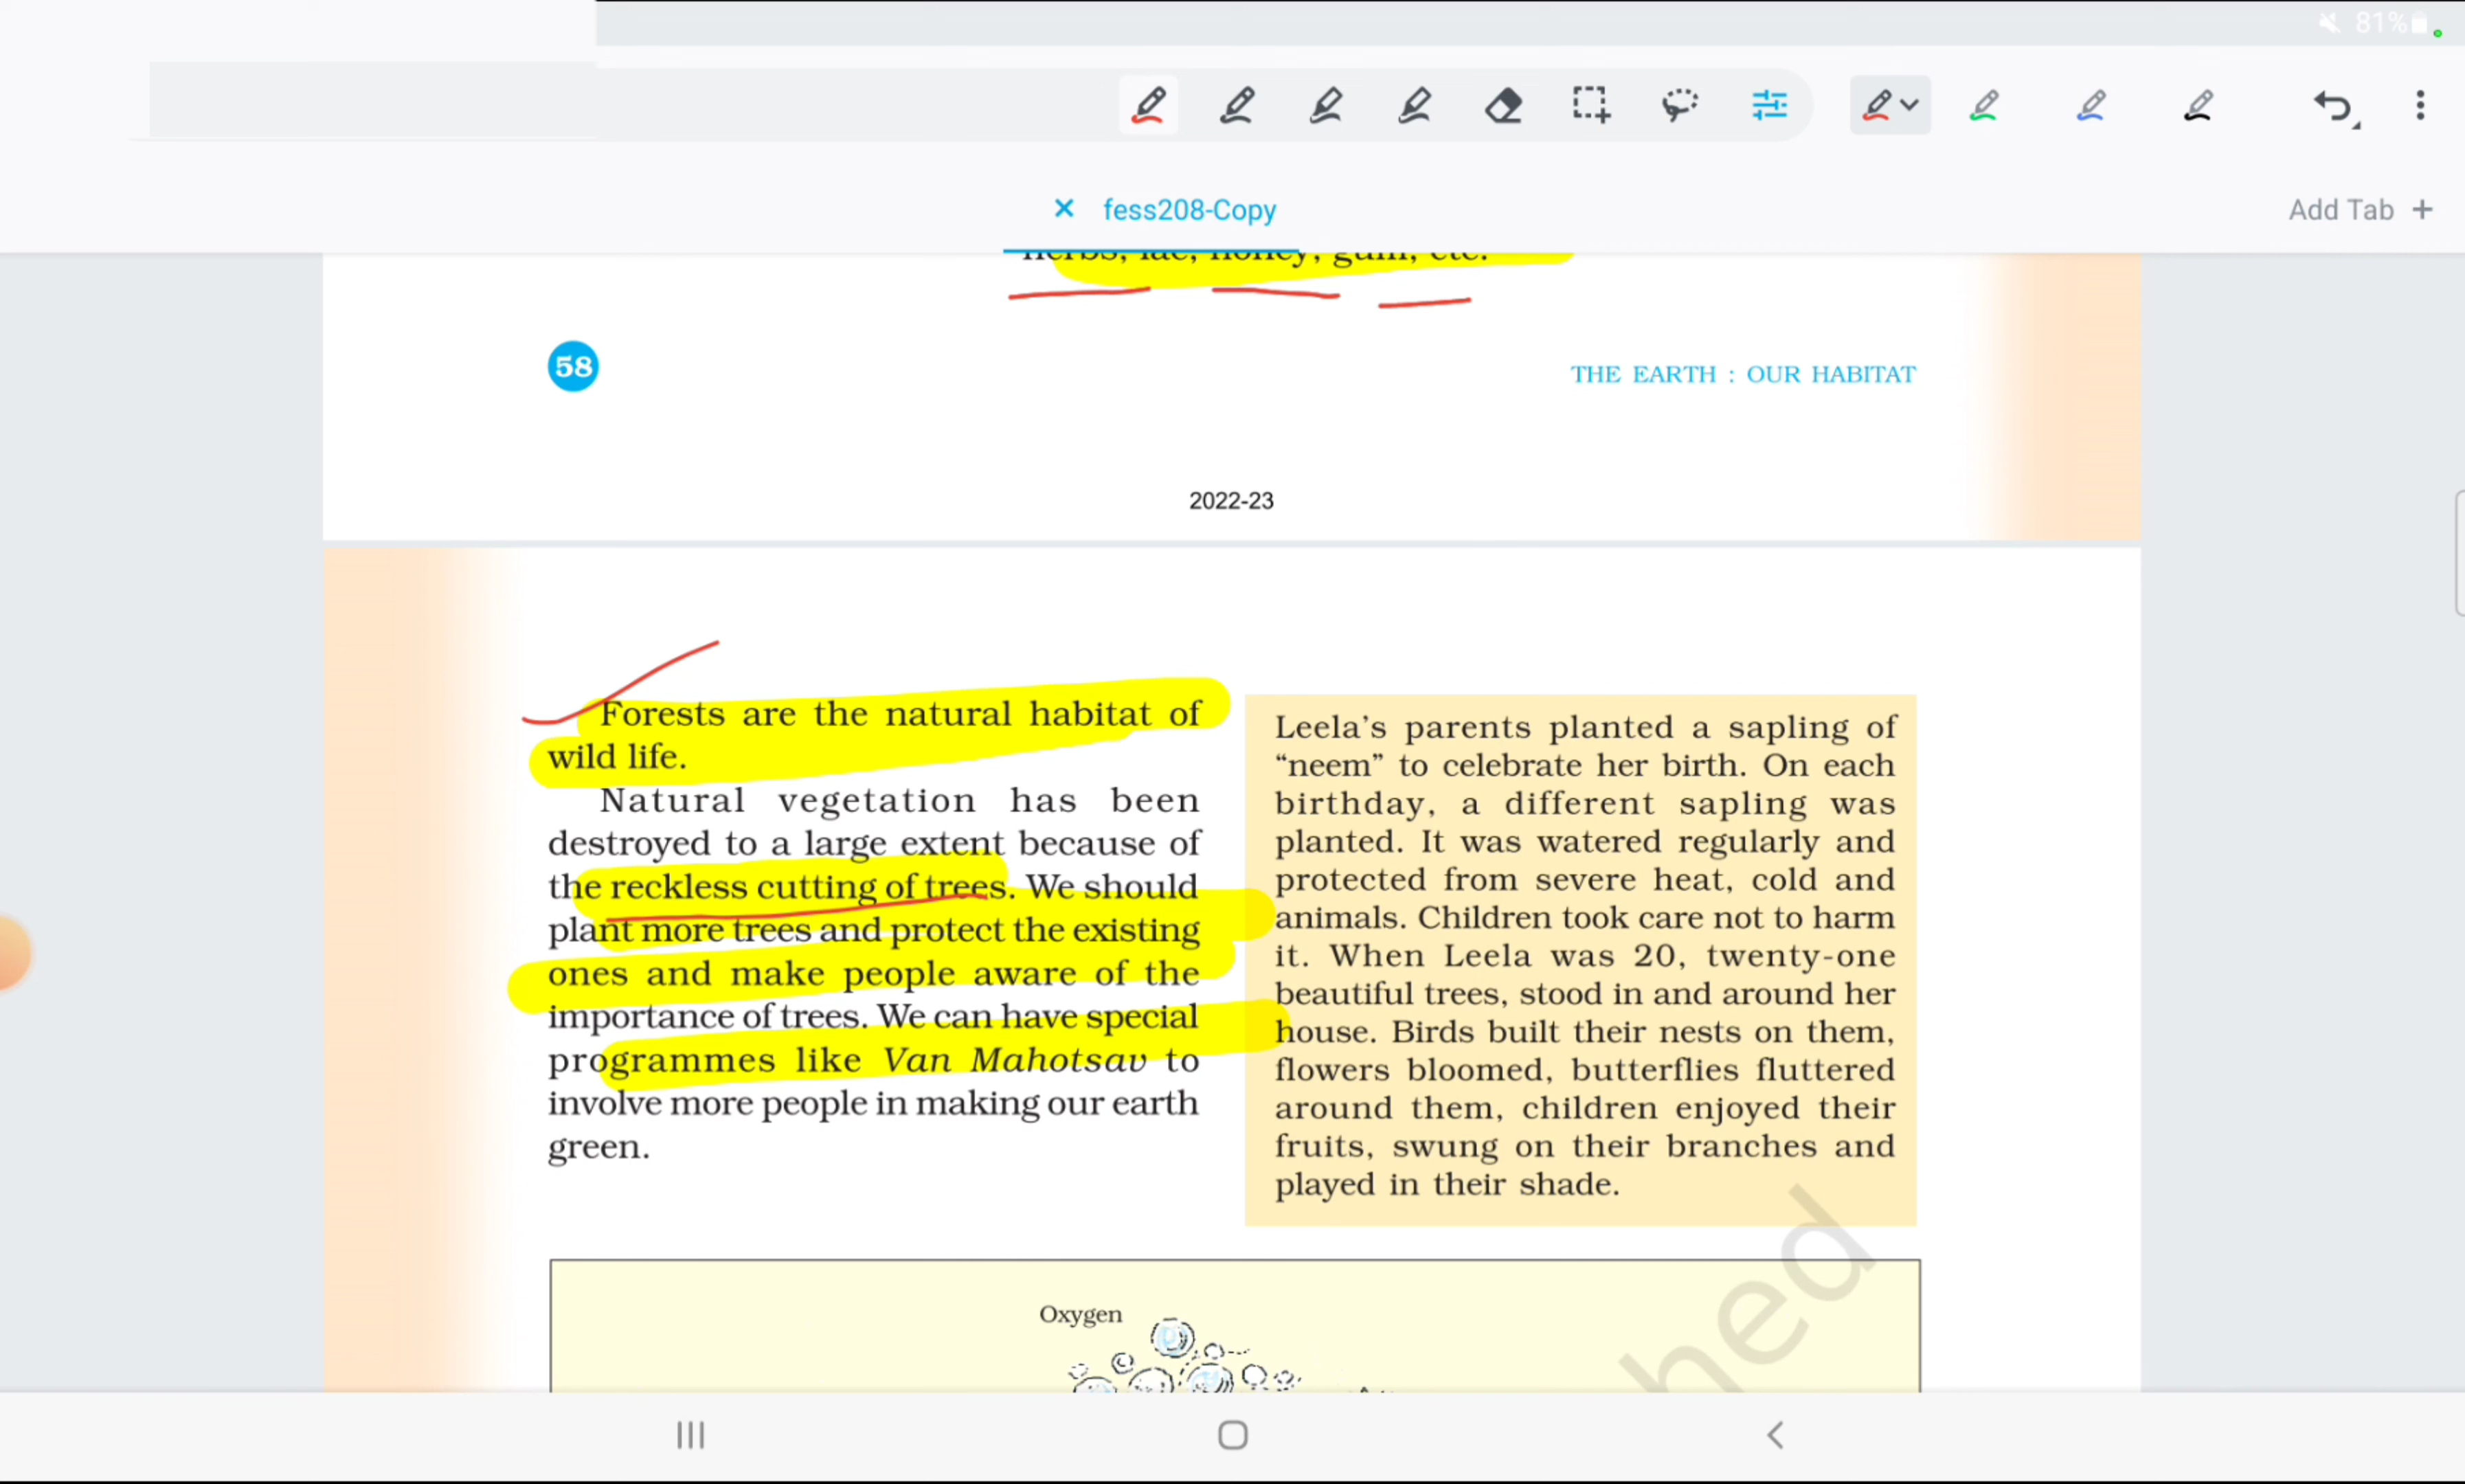 81%
fess208-Copy
Add Tab +
herbs, lac, honey, gum, etc.
58
THE EARTH : OUR HABITAT
2022-23
Forests are the natural habitat of
wild life.
Natural vegetation has been
destroyed to a large extent because of
the reckless cutting of trees. We should
plant more trees and protect the existing
ones and make people aware of the
importance of trees. We can have special
programmes like Van Mahotsav to
involve more people in making our earth
green.
Leela’s parents planted a sapling of
“neem” to celebrate her birth. On each
birthday, a different sapling was
planted. It was watered regularly and
protected from severe heat, cold and
animals. Children took care not to harm
it. When Leela was 20, twenty-one
beautiful trees, stood in and around her
house. Birds built their nests on them,
flowers bloomed, butterflies fluttered
around them, children enjoyed their
fruits, swung on their branches and
played in their shade.
Oxygen
hed